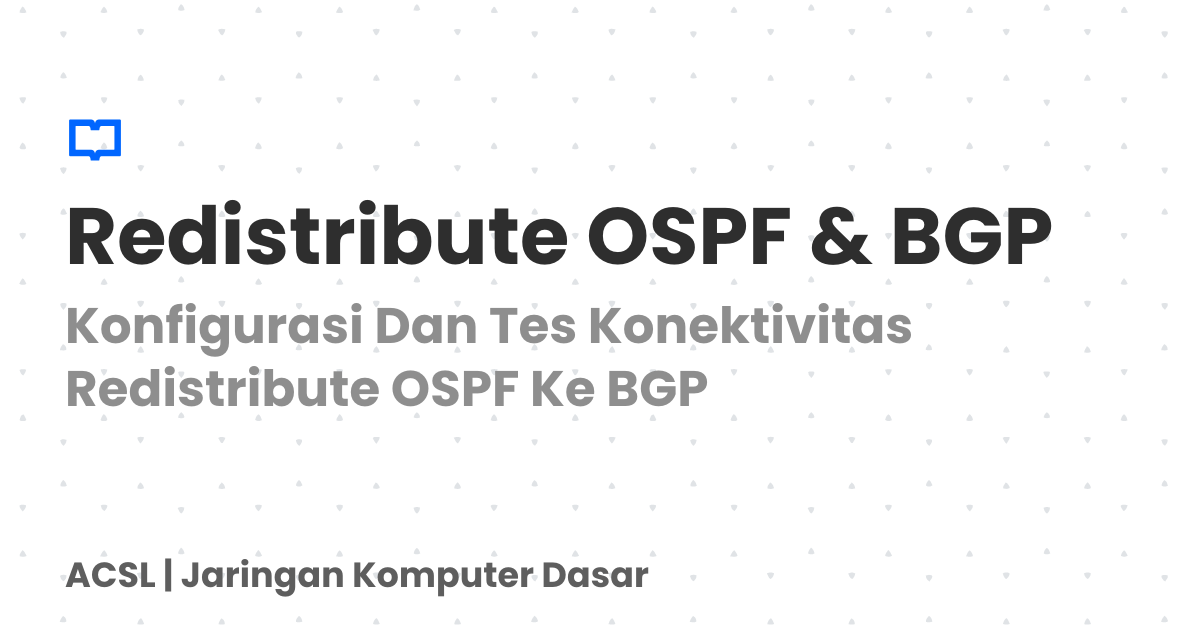 Redistribute OSPF & BGP
Konfigurasi Dan Tes Konektivitas
Redistribute OSPF Ke BGP
ACSL | Jaringan Komputer Dasar